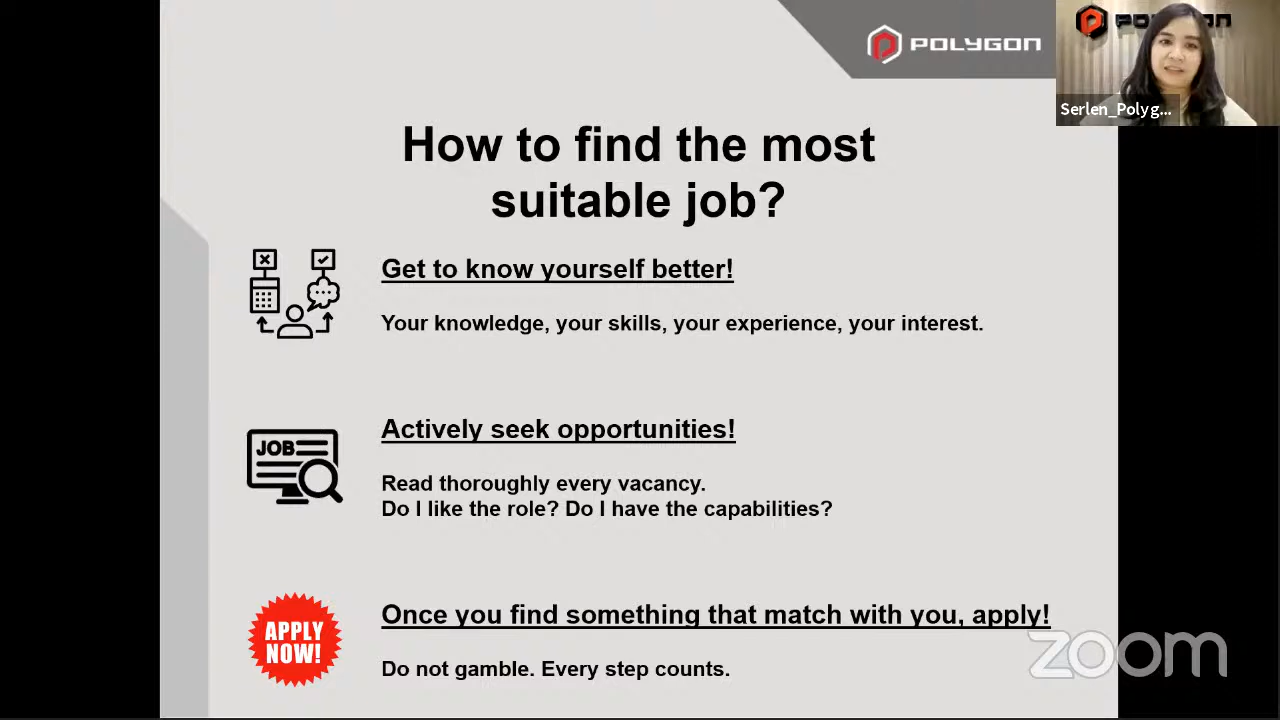 POLYGON
POLYGON
Serlen_Polyg...
How to find the most
suitable job?
Get to know yourself better!
Your knowledge, your skills, your experience, your interest.
JOB
Actively seek opportunities!
Read thoroughly every vacancy.
Do I like the role? Do I have the capabilities?
APPLY
NOW!
Once you find something that match with you, apply!
Do not gamble. Every step counts.
zoom